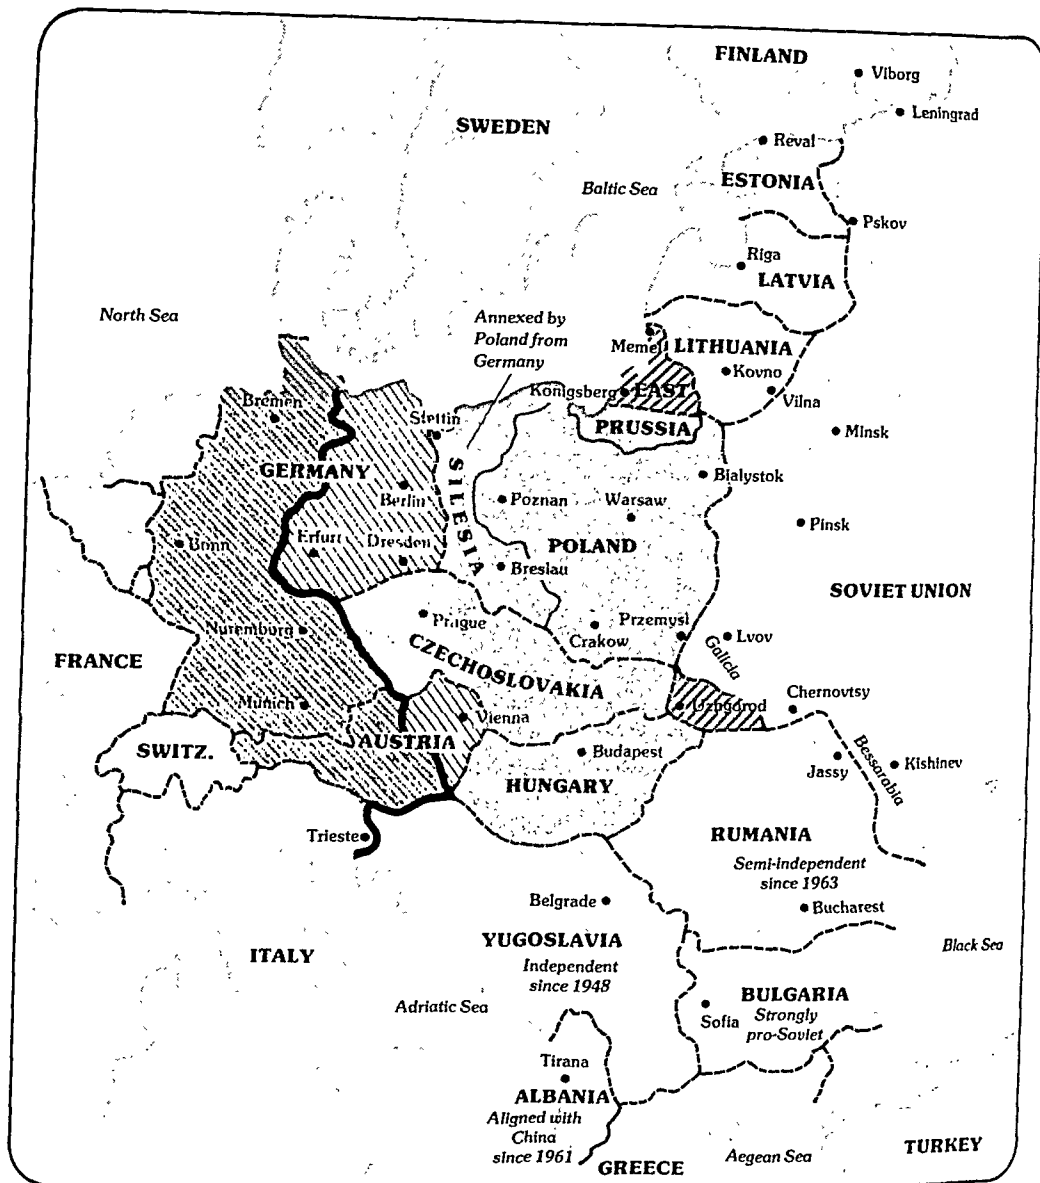 FINLAND
Viborg
Leningrad
SWEDEN
Reval
ESTONIA
Baltic Sea
Pskov
Riga
LATVIA
North Sea
Annexed by
Poland from
Germany
Memel
LITHUANIA
Kovno
Königsberg
EAST
PRUSSIA
Vilna
Bremen
Stettin
Minsk
GERMANY
SILESIA
Bialystok
Berlin
Poznan
Warsaw
Pinsk
Bonn
Erfurt
Dresden
POLAND
Breslau
SOVIET UNION
Prague
Przemysl
Nuremburg
Crakow
Lvov
Galicia
FRANCE
CZECHOSLOVAKIA
Munich
Vienna
Uzhgorod
Chernovtsy
SWITZ.
AUSTRIA
Budapest
Bessarabia
Jassy
Kishinev
HUNGARY
Trieste
RUMANIA
Semi-independent
since 1963
Belgrade
Bucharest
ITALY
YUGOSLAVIA
Independent
since 1948
Black Sea
Adriatic Sea
BULGARIA
Sofia
Strongly
pro-Soviet
Tirana
ALBANIA
Aligned with
China
since 1961
GREECE
Aegean Sea
TURKEY